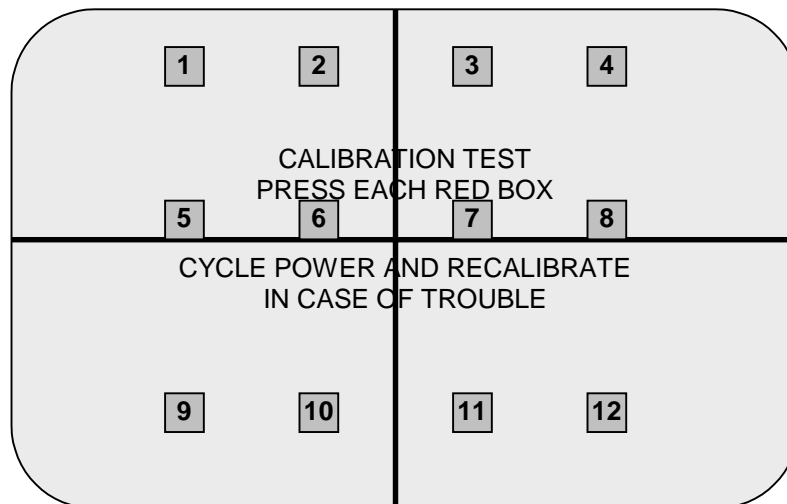 1 2 3 4
CALIBRATION TEST
PRESS EACH RED BOX
5 6 7 8
CYCLE POWER AND RECALIBRATE
IN CASE OF TROUBLE
9 10 11 12